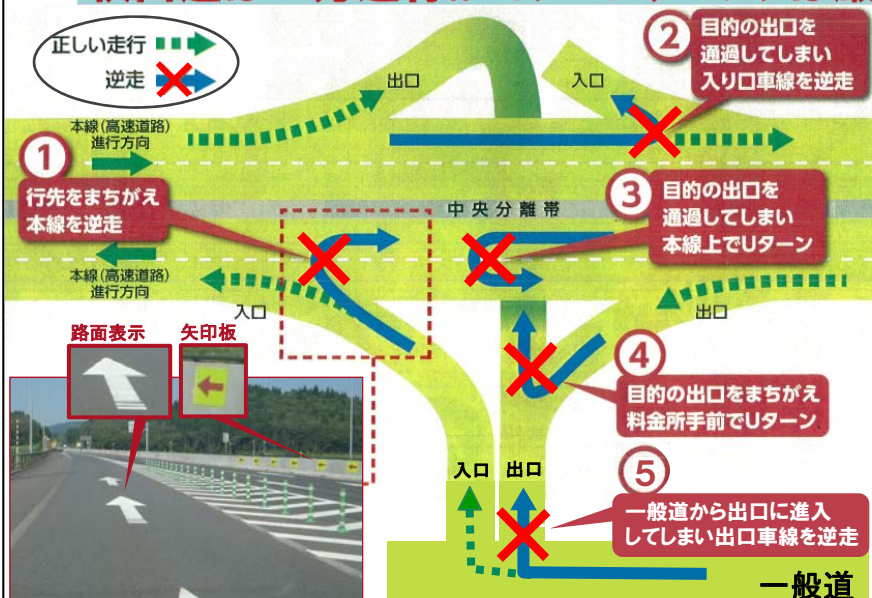 正しい走行
逆走
出口
入口
②
目的の出口を
通過してしまい
入り口車線を逆走
本線(高速道路)
進行方向
①
行先をまちがえ
本線を逆走
中央分離帯
③
目的の出口を
通過してしまい
本線上でUターン
本線(高速道路)
進行方向
入口
出口
路面表示
矢印板
④
目的の出口をまちがえ
料金所手前でUターン
入口
出口
⑤
一般道から出口に進入
してしまい出口車線を逆走
一般道